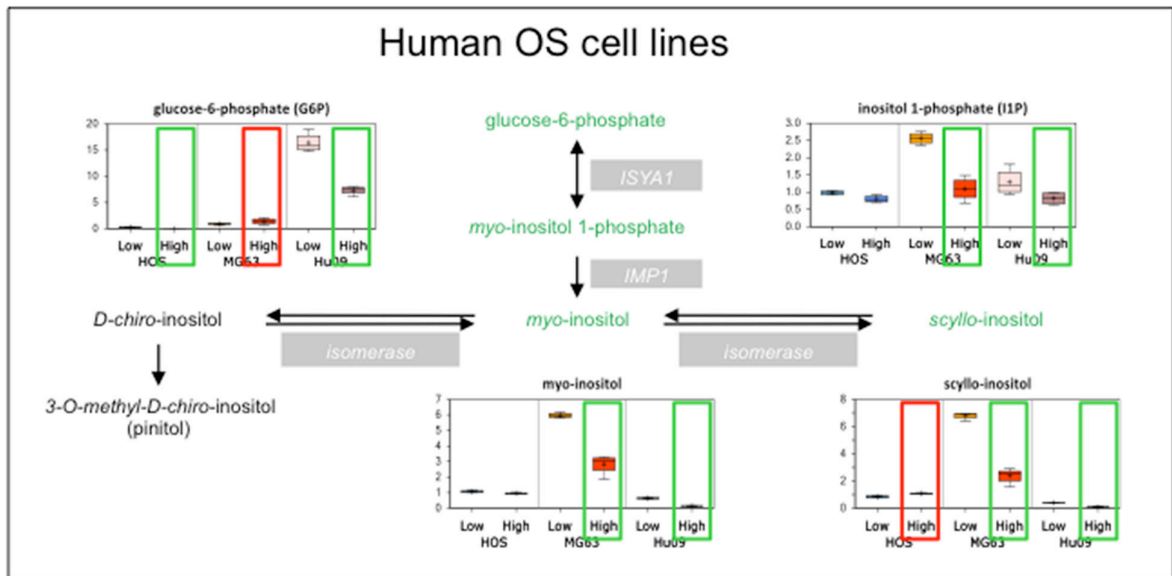 Human OS cell lines
glucose-6-phosphate (G6P)
20
15
10
5
0
Low High Low High Low High
HOS MG63 Hu09
glucose-6-phosphate
ISYA1
myo-inositol 1-phosphate
IMP1
inositol 1-phosphate (I1P)
3.0
2.5
2.0
1.5
1.0
0.5
0.0
Low High Low High Low High
HOS MG63 Hu09
D-chiro-inositol
isomerase
myo-inositol
isomerase
scyllo-inositol
3-O-methyl-D-chiro-inositol
(pinitol)
myo-inositol
7
6
5
4
3
2
1
0
Low High Low High Low High
HOS MG63 Hu09
scyllo-inositol
8
6
4
2
0
Low High Low High Low High
HOS MG63 Hu09